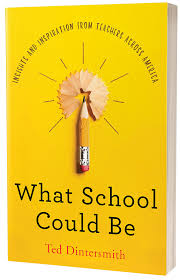 INSIGHTS AND INSPIRATION FROM TEACHERS ACROSS AMERICA
What School
Could Be
Ted Dintersmith